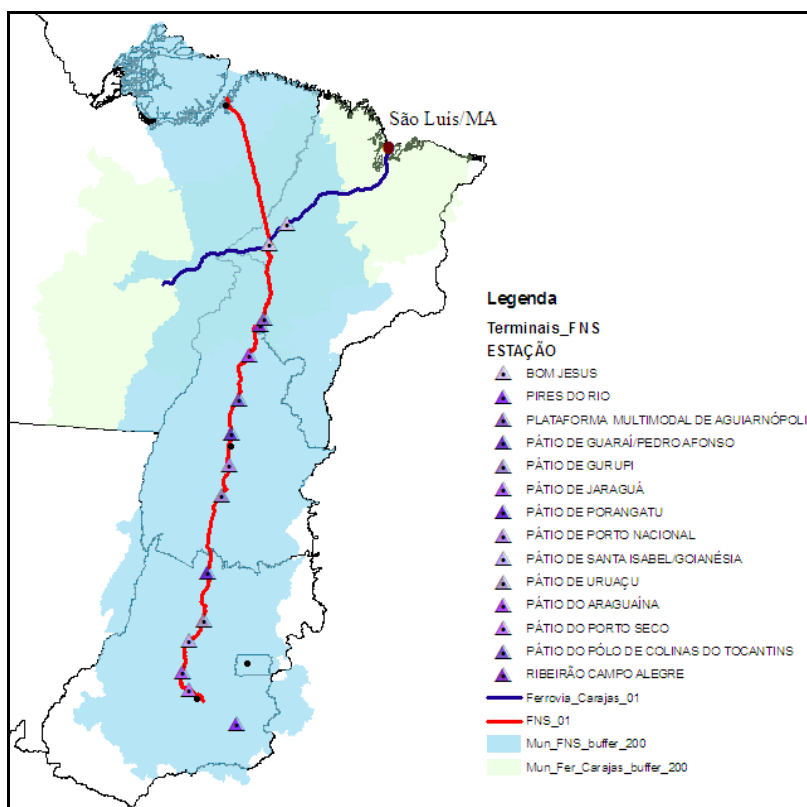 São Luís/MA
Legenda
Terminais_FNS
ESTAÇÃO
BOM JESUS
PIRES DO RIO
PLATAFORMA MULTIMODAL DE AGUIARNÓPOLI
PÁTIO DE GUARAÍ/PEDRO AFONSO
PÁTIO DE GURUPI
PÁTIO DE JARAGUÁ
PÁTIO DE PORANGATU
PÁTIO DE PORTO NACIONAL
PÁTIO DE SANTA ISABEL/GOIANÉSIA
PÁTIO DE URUAÇU
PÁTIO DO ARAGUAÍNA
PÁTIO DO PORTO SECO
PÁTIO DO PÓLO DE COLINAS DO TOCANTINS
RIBEIRÃO CAMPO ALEGRE
Ferrovia_Carajas_01
FNS_01
Mun_FNS_buffer_200
Mun_Fer_Carajas_buffer_200